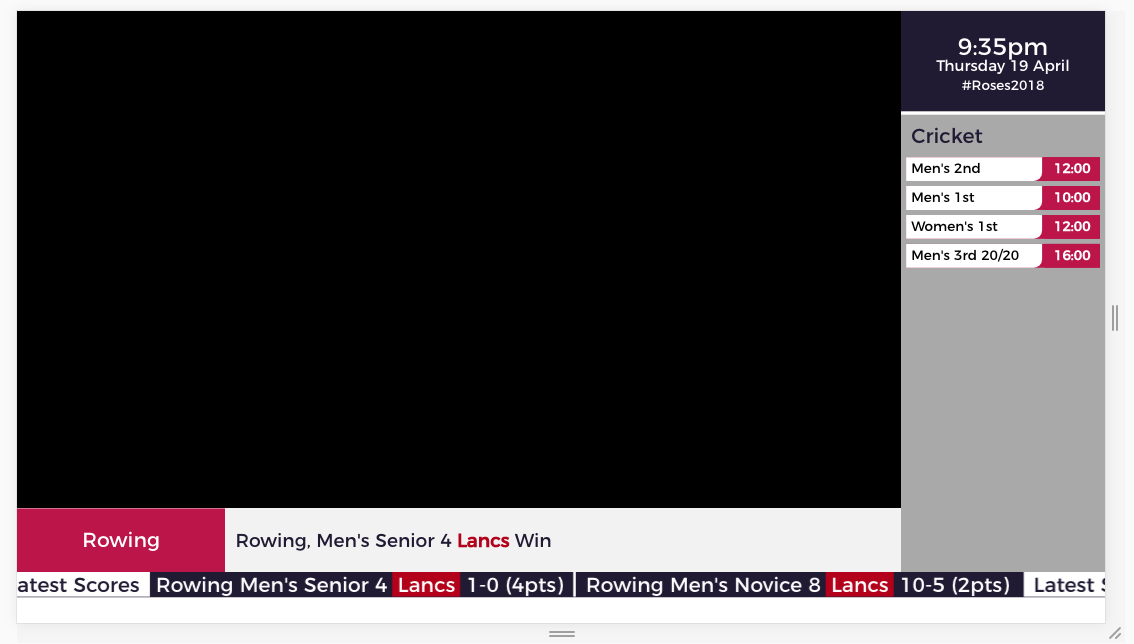 9:35pm
Thursday 19 April
#Roses2018
Cricket
Men's 2nd 12:00
Men's 1st 10:00
Women's 1st 12:00
Men's 3rd 20/20 16:00
Rowing
Rowing, Men's Senior 4 Lancs Win
atest Scores Rowing Men's Senior 4 Lancs 1-0 (4pts) Rowing Men's Novice 8 Lancs 10-5 (2pts) Latest S